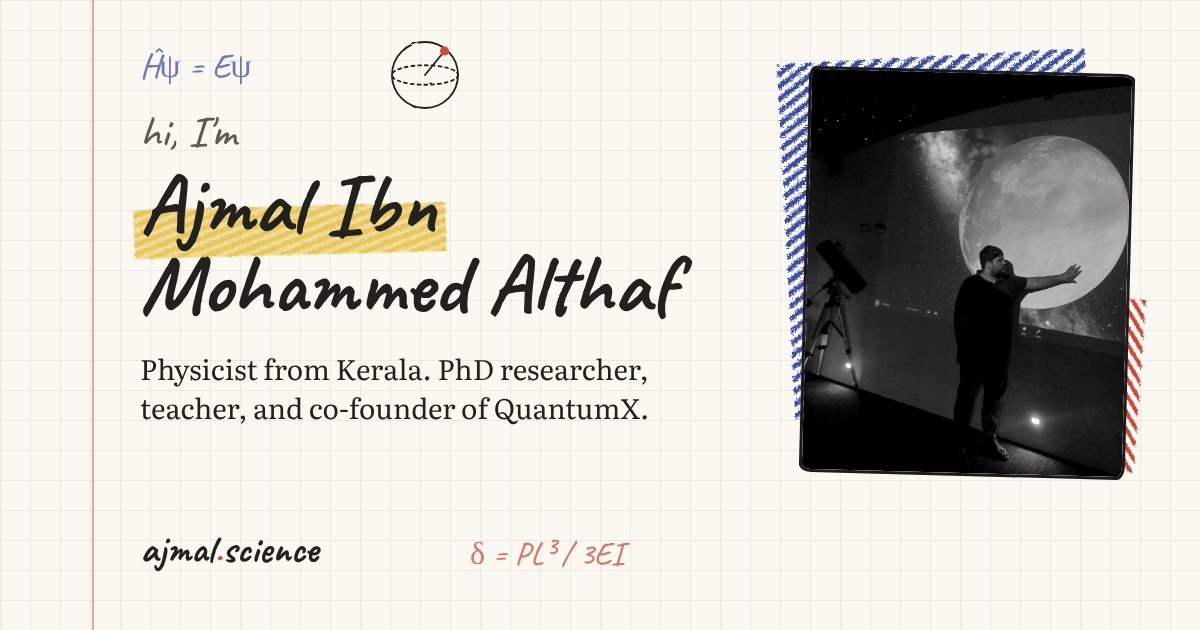 Ĥψ = Eψ
hi, I'm
Ajmal Ibn
Mohammed Althaf
Physicist from Kerala. PhD researcher,
teacher, and co-founder of QuantumX.
ajmal.science
δ = PL³/ 3EI